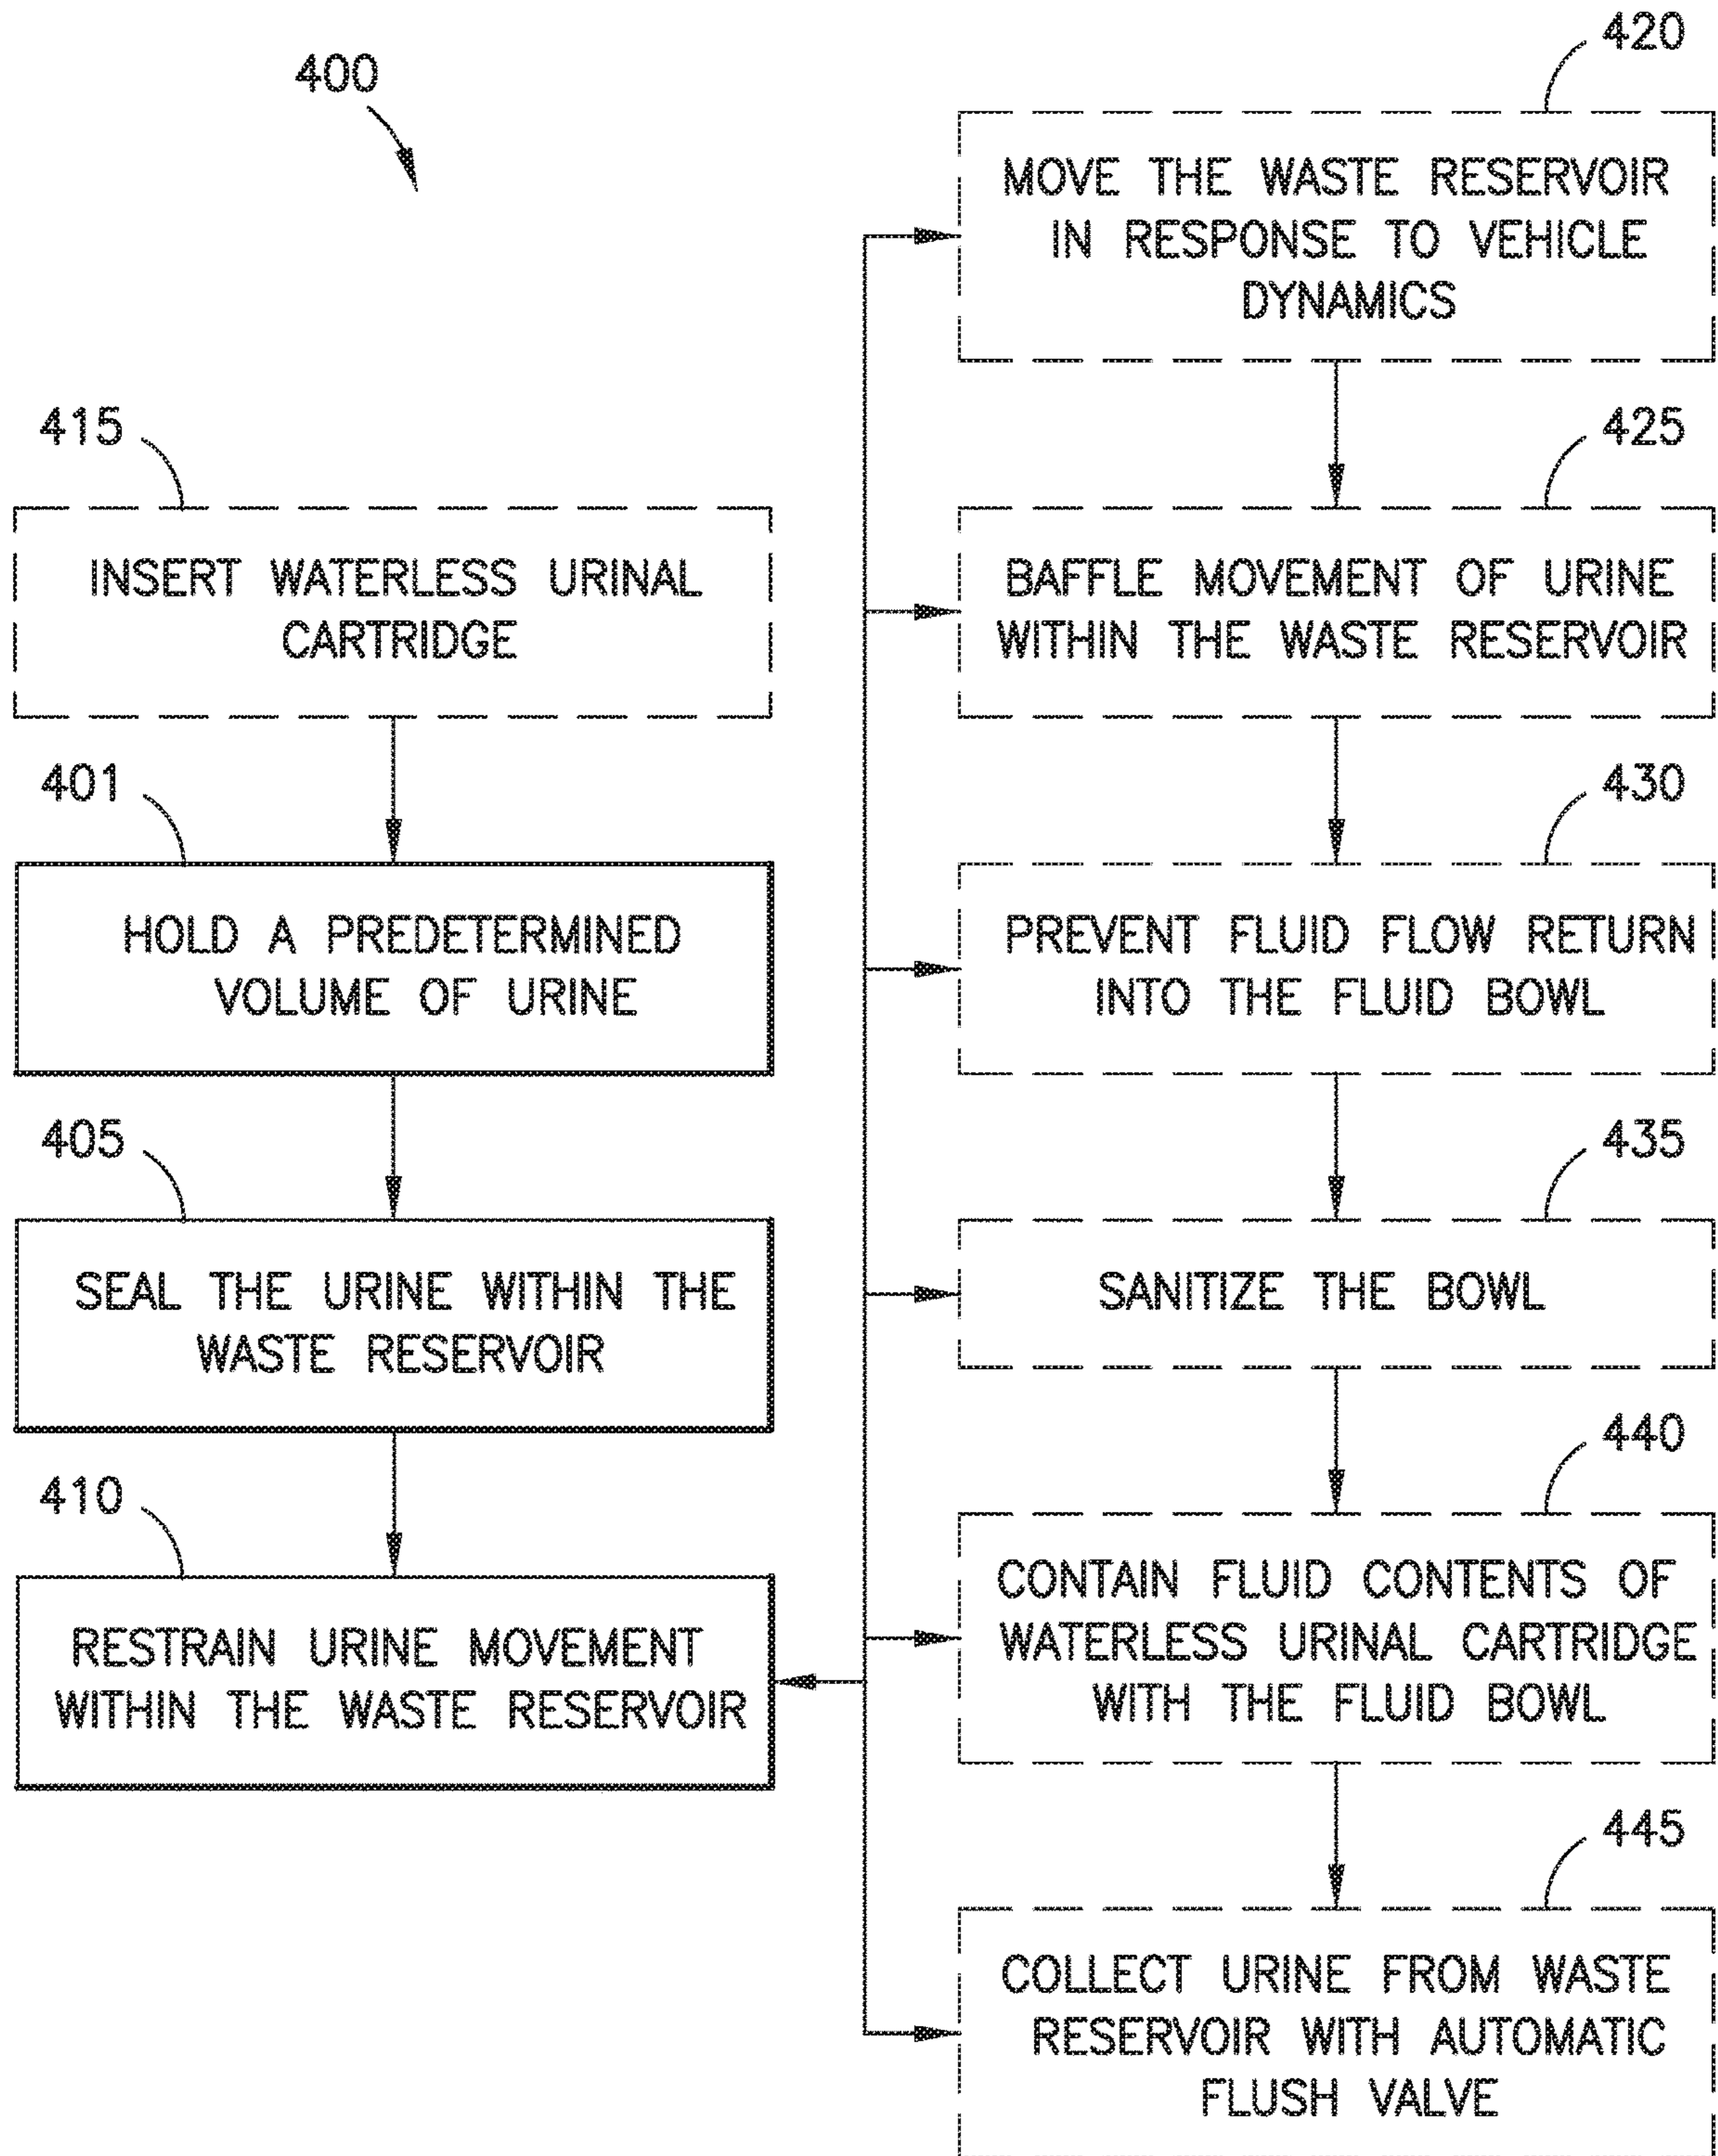 400
415
INSERT WATERLESS URINAL
CARTRIDGE
401
HOLD A PREDETERMINED
VOLUME OF URINE
405
SEAL THE URINE WITHIN THE
WASTE RESERVOIR
410
RESTRAIN URINE MOVEMENT
WITHIN THE WASTE RESERVOIR
420
MOVE THE WASTE RESERVOIR
IN RESPONSE TO VEHICLE
DYNAMICS
425
BAFFLE MOVEMENT OF URINE
WITHIN THE WASTE RESERVOIR
430
PREVENT FLUID FLOW RETURN
INTO THE FLUID BOWL
435
SANITIZE THE BOWL
440
CONTAIN FLUID CONTENTS OF
WATERLESS URINAL CARTRIDGE
WITH THE FLUID BOWL
445
COLLECT URINE FROM WASTE
RESERVOIR WITH AUTOMATIC
FLUSH VALVE